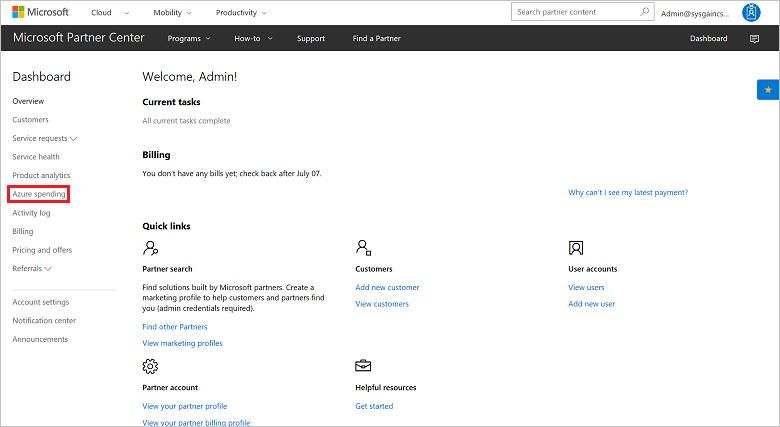 Microsoft Cloud Mobility Productivity Search partner content Admin@sysgaincs...
Microsoft Partner Center Programs How-to Support Find a Partner Dashboard
Dashboard
Overview
Customers
Service requests
Service health
Product analytics
Azure spending
Activity log
Billing
Pricing and offers
Referrals
Account settings
Notification center
Announcements
Welcome, Admin!
Current tasks
All current tasks complete
Billing
You don't have any bills yet; check back after July 07.
Why can't I see my latest payment?
Quick links
Partner search
Find solutions built by Microsoft partners. Create a
marketing profile to help customers and partners find
you (admin credentials required).
Find other Partners
View marketing profiles
Customers
Add new customer
View customers
User accounts
View users
Add new user
Partner account
View your partner profile
View your partner billing profile
Helpful resources
Get started